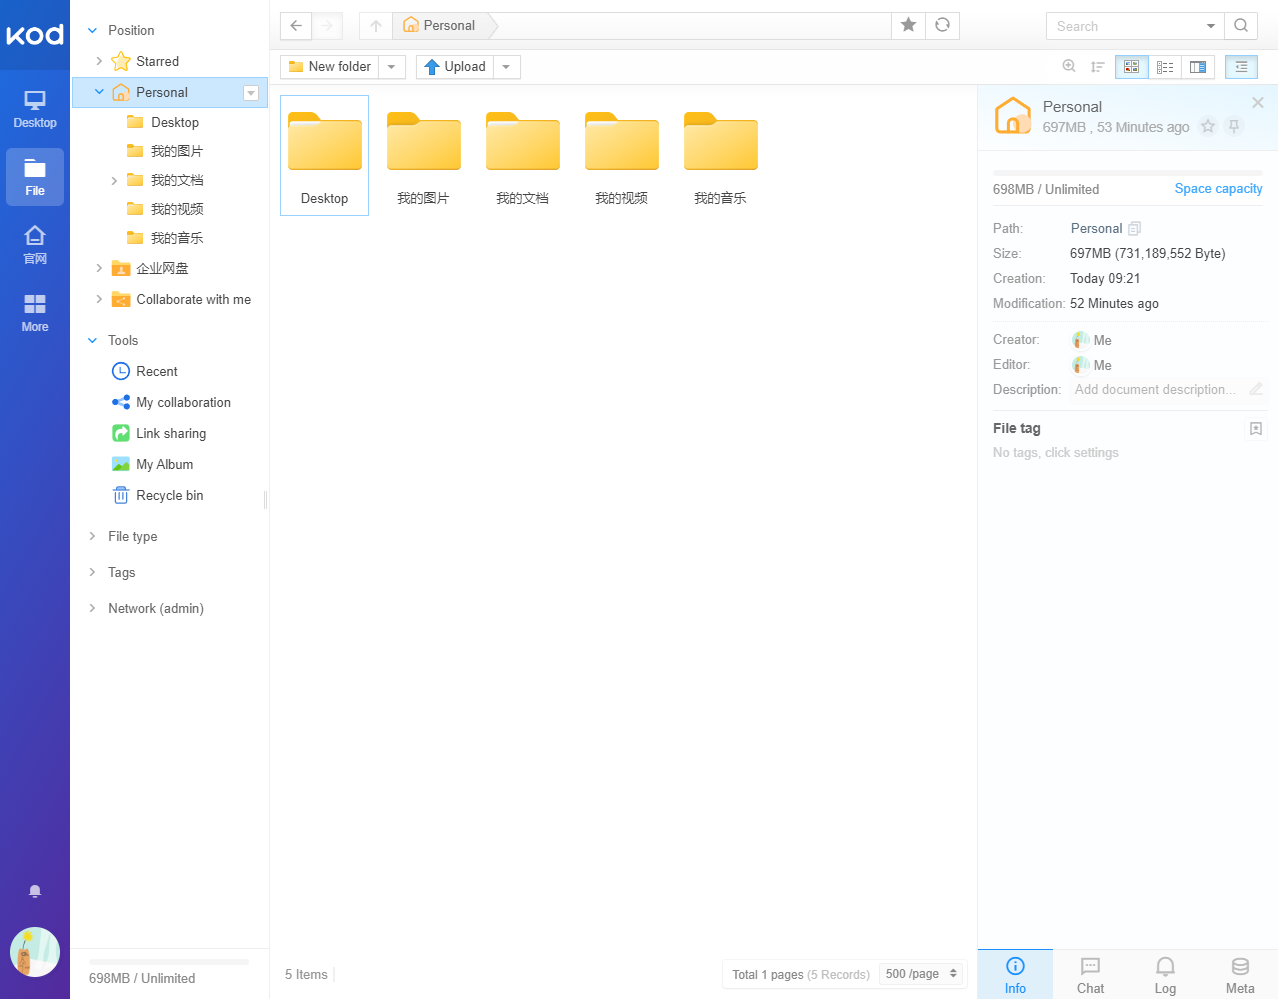 kod
Desktop
File
官网
More
Position
Starred
Personal
Desktop
我的图片
我的文档
我的视频
我的音乐
企业网盘
Collaborate with me
Tools
Recent
My collaboration
Link sharing
My Album
Recycle bin
File type
Tags
Network (admin)
698MB / Unlimited
Personal
Search
New folder
Upload
Desktop
我的图片
我的文档
我的视频
我的音乐
5 Items
Total 1 pages (5 Records)
500 /page
Personal
697MB , 53 Minutes ago
698MB / Unlimited
Space capacity
Path: Personal
Size: 697MB (731,189,552 Byte)
Creation: Today 09:21
Modification: 52 Minutes ago
Creator: Me
Editor: Me
Description: Add document description...
File tag
No tags, click settings
Info
Chat
Log
Meta